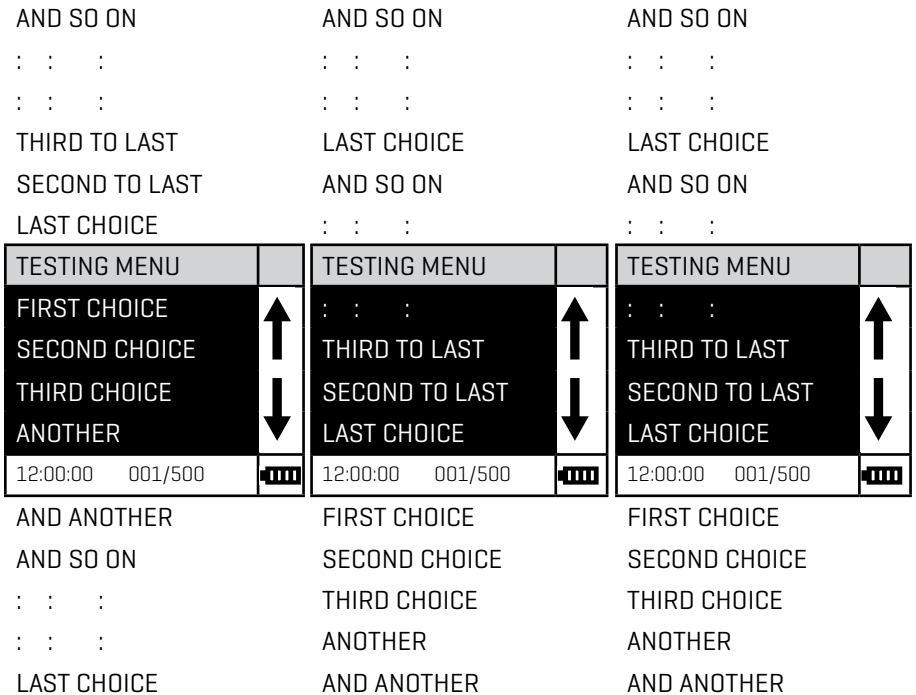 AND SO ON
: : :
: : :
THIRD TO LAST
SECOND TO LAST
LAST CHOICE
TESTING MENU
FIRST CHOICE
SECOND CHOICE
THIRD CHOICE
ANOTHER
12:00:00 001/500
AND ANOTHER
AND SO ON
: : :
: : :
LAST CHOICE
AND SO ON
: : :
: : :
LAST CHOICE
AND SO ON
: : :
TESTING MENU
: : :
THIRD TO LAST
SECOND TO LAST
LAST CHOICE
12:00:00 001/500
FIRST CHOICE
SECOND CHOICE
THIRD CHOICE
ANOTHER
AND ANOTHER
AND SO ON
: : :
: : :
LAST CHOICE
AND SO ON
: : :
TESTING MENU
: : :
THIRD TO LAST
SECOND TO LAST
LAST CHOICE
12:00:00 001/500
FIRST CHOICE
SECOND CHOICE
THIRD CHOICE
ANOTHER
AND ANOTHER